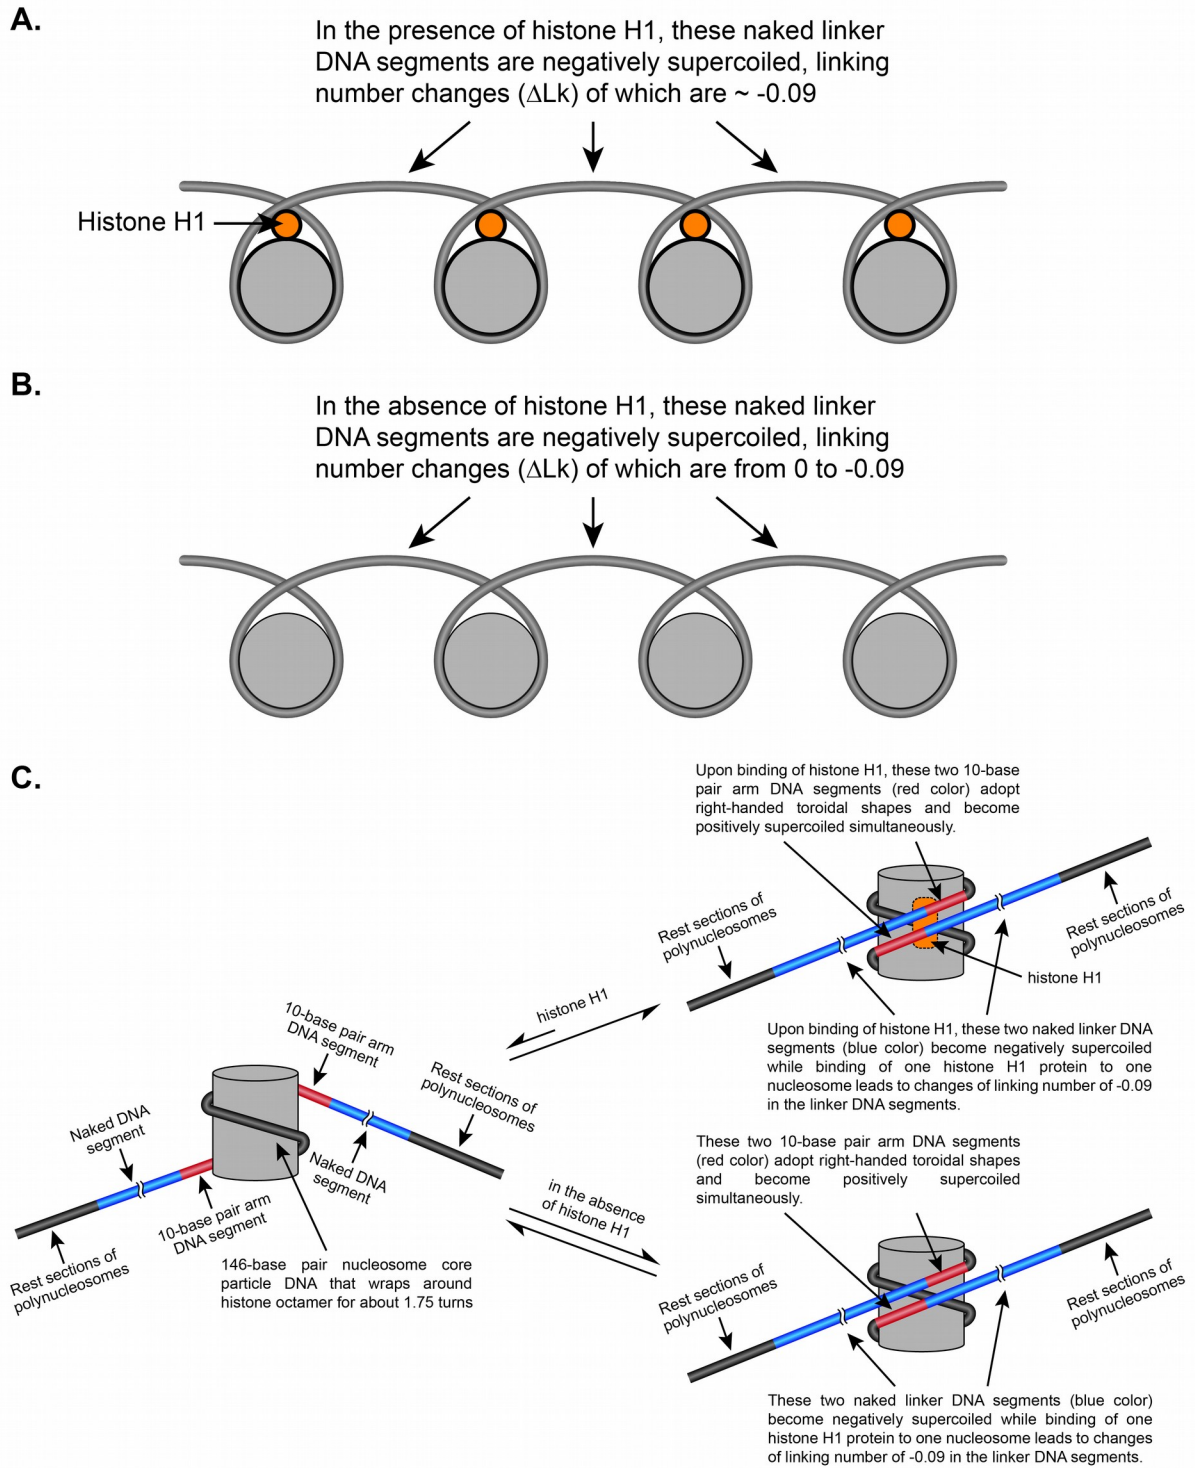 A.
In the presence of histone H1, these naked linker
DNA segments are negatively supercoiled, linking
number changes (ΔLk) of which are ~ -0.09
Histone H1
B.
In the absence of histone H1, these naked linker
DNA segments are negatively supercoiled, linking
number changes (ΔLk) of which are from 0 to -0.09
C.
Upon binding of histone H1, these two 10-base
pair arm DNA segments (red color) adopt
right-handed toroidal shapes and become
positively supercoiled simultaneously.
Rest sections of
polynucleosomes
Rest sections of
polynucleosomes
histone H1
histone H1
Upon binding of histone H1, these two naked linker DNA
segments (blue color) become negatively supercoiled
while binding of one histone H1 protein to one
nucleosome leads to changes of linking number of -0.09
in the linker DNA segments.
10-base pair arm
DNA segment
Rest sections of
polynucleosomes
Naked DNA
segment
Naked DNA
segment
10-base pair arm
DNA segment
Rest sections of
polynucleosomes
146-base pair nucleosome core
particle DNA that wraps around
histone octamer for about 1.75 turns
in the absence
of histone H1
These two 10-base pair arm DNA segments
(red color) adopt right-handed toroidal shapes
and become positively supercoiled
simultaneously.
Rest sections of
polynucleosomes
Rest sections of
polynucleosomes
These two naked linker DNA segments (blue color)
become negatively supercoiled while binding of one
histone H1 protein to one nucleosome leads to changes
of linking number of -0.09 in the linker DNA segments.